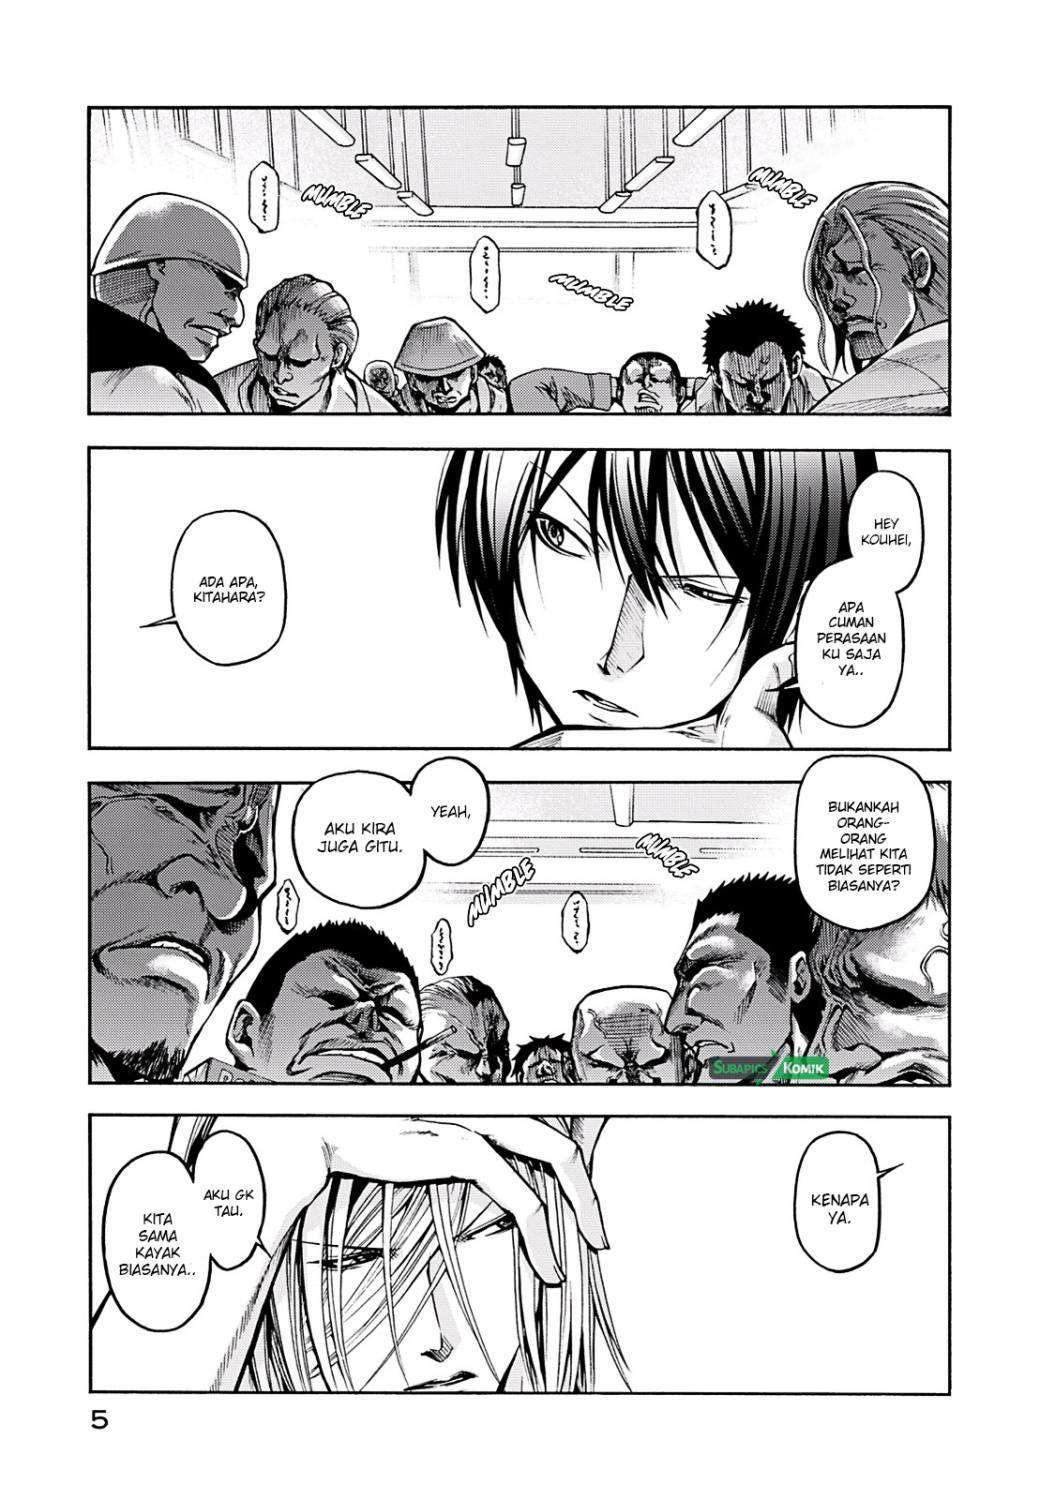 MUMBLE
MUMBLE
MUMBLE
HEY
KOUHEI,
APA
CUMAN
PERASAAN
KU SAJA
YA..
ADA APA,
KITAHARA?
BUKANKAH
ORANG-
ORANG
MELIHAT KITA
TIDAK SEPERTI
BIASANYA?
MUMBLE
MUMBLE
YEAH,
AKU KIRA
JUGA GITU.
SUBAPICS KOMIK
KENAPA
YA.
AKU GK
TAU.
KITA
SAMA
KAYAK
BIASANYA..
5